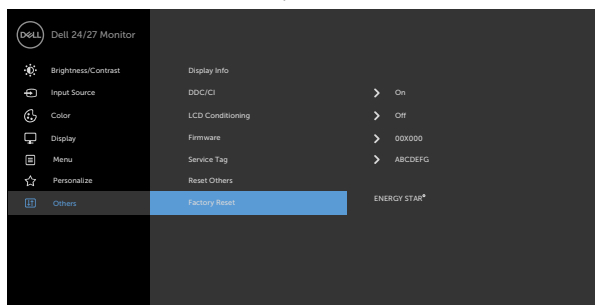 DELL Dell 24/27 Monitor
Brightness/Contrast Display Info
Input Source DDC/CI On
Color LCD Conditioning Off
Display Firmware 00X000
Menu Service Tag ABCDEFG
Personalize Reset Others
Others Factory Reset ENERGY STAR®